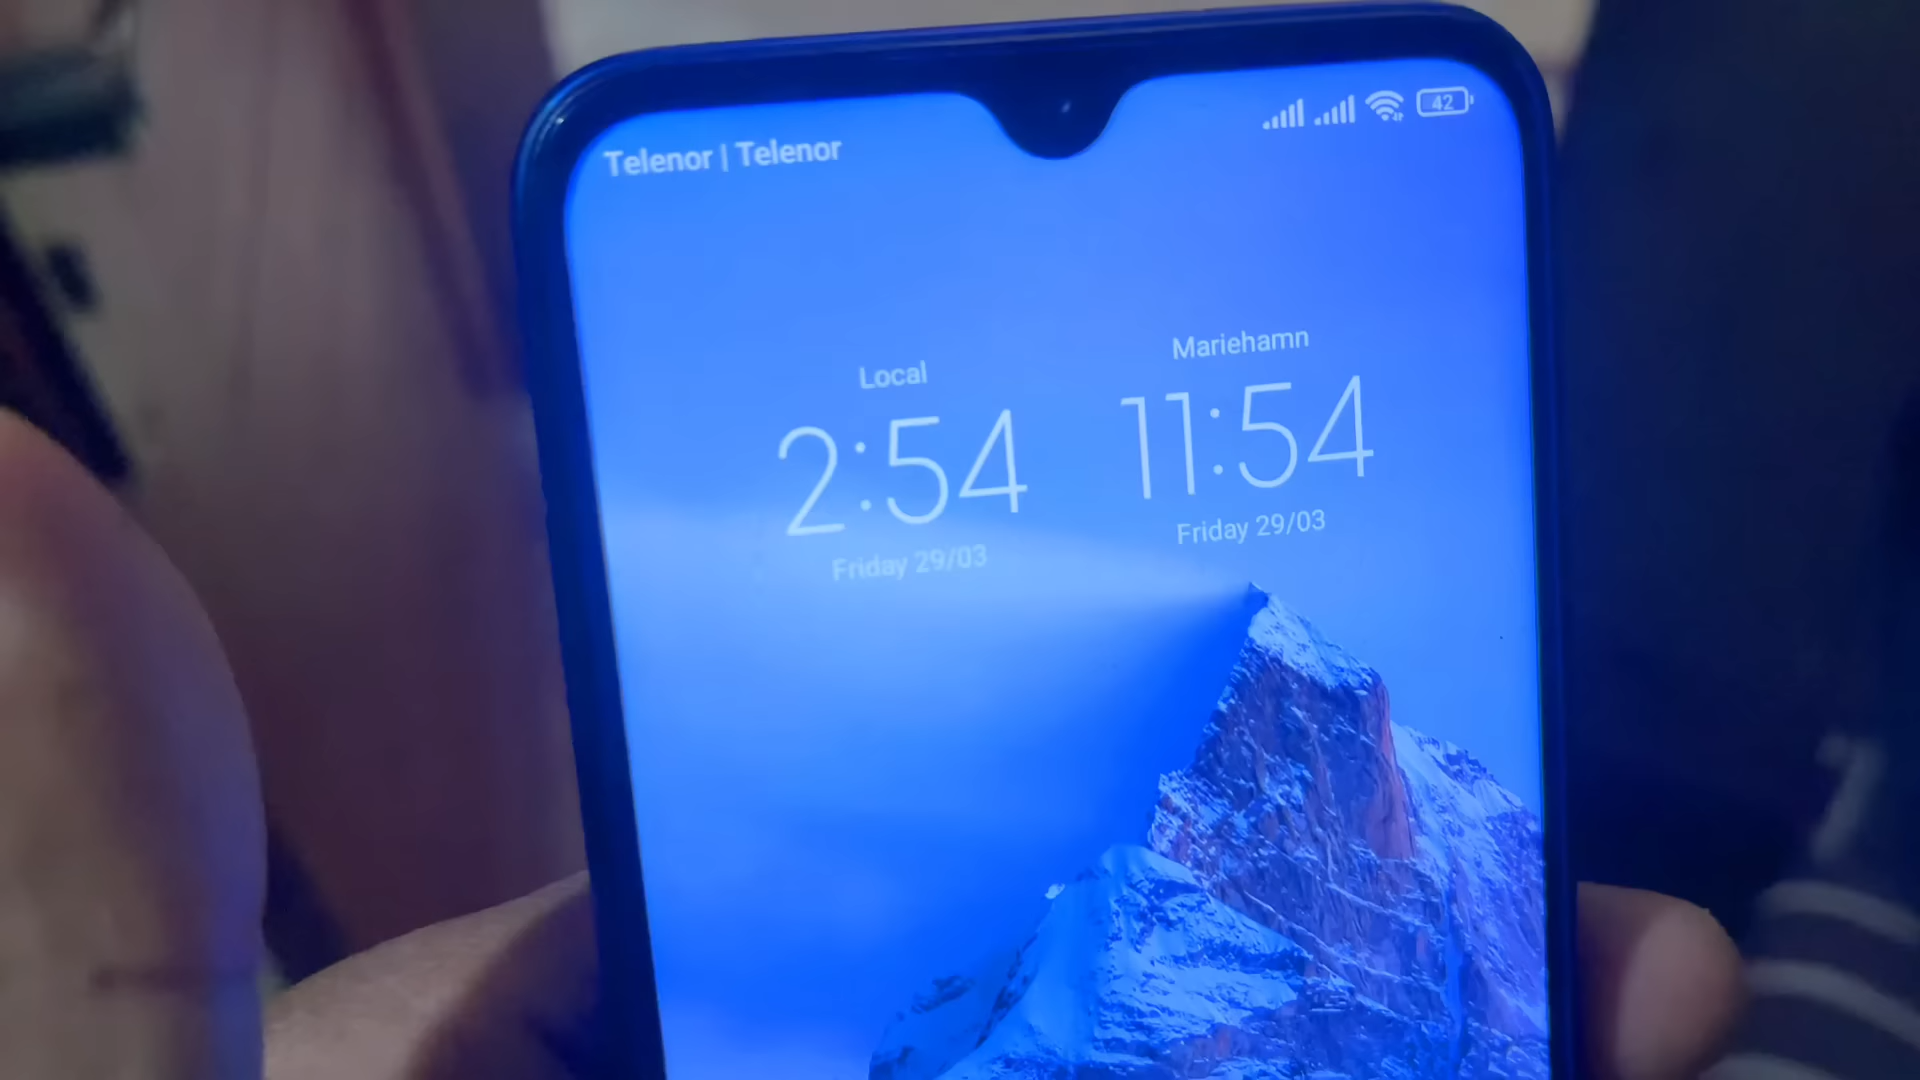 Telenor | Telenor
42
Local
2:54
Friday 29/03
Mariehamn
11:54
Friday 29/03